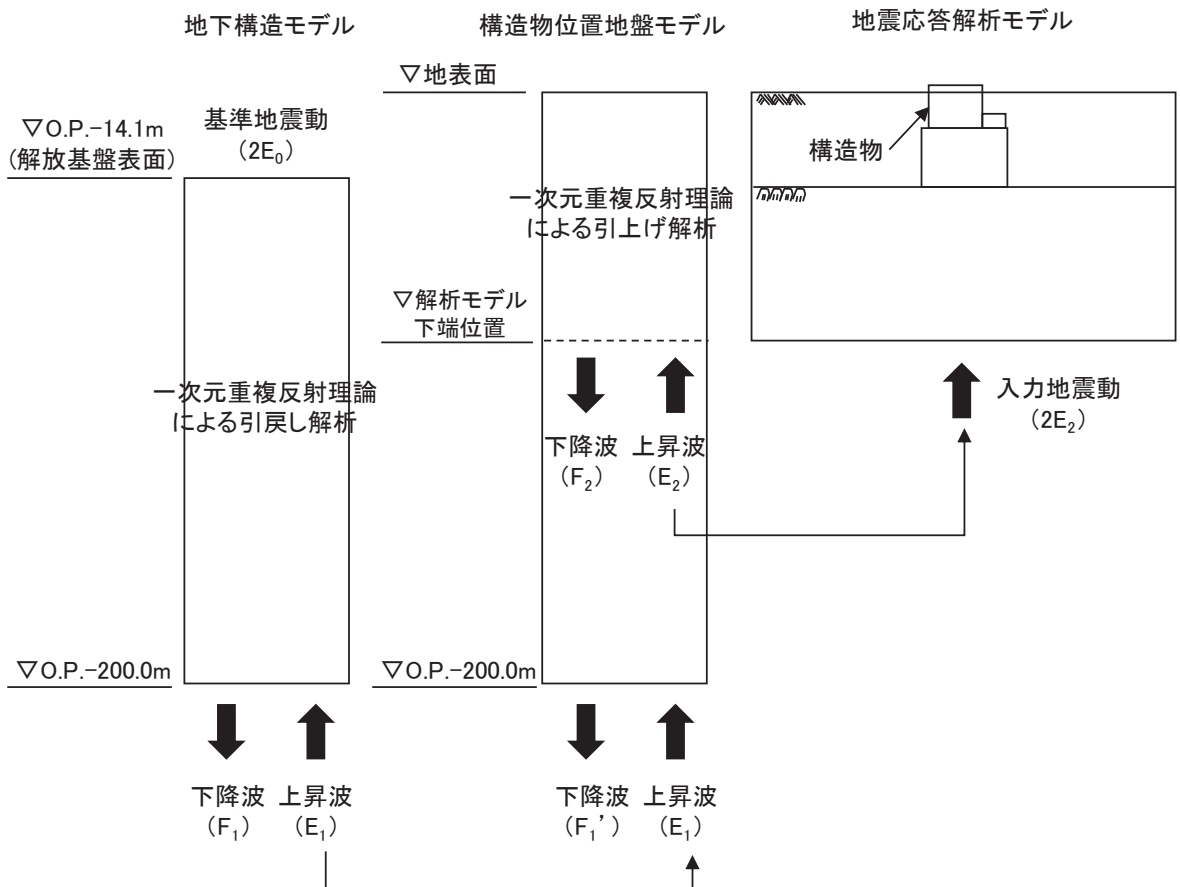 地下構造モデル
構造物位置地盤モデル
地震応答解析モデル
▽O.P.-14.1m
(解放基盤表面)
基準地震動
(2E₀)
一次元重複反射理論
による引戻し解析
▽O.P.-200.0m
下降波
(F₁)
上昇波
(E₁)
▽地表面
一次元重複反射理論
による引上げ解析
▽解析モデル
下端位置
下降波
(F₂)
上昇波
(E₂)
▽O.P.-200.0m
下降波
(F₁’)
上昇波
(E₁)
構造物
入力地震動
(2E₂)